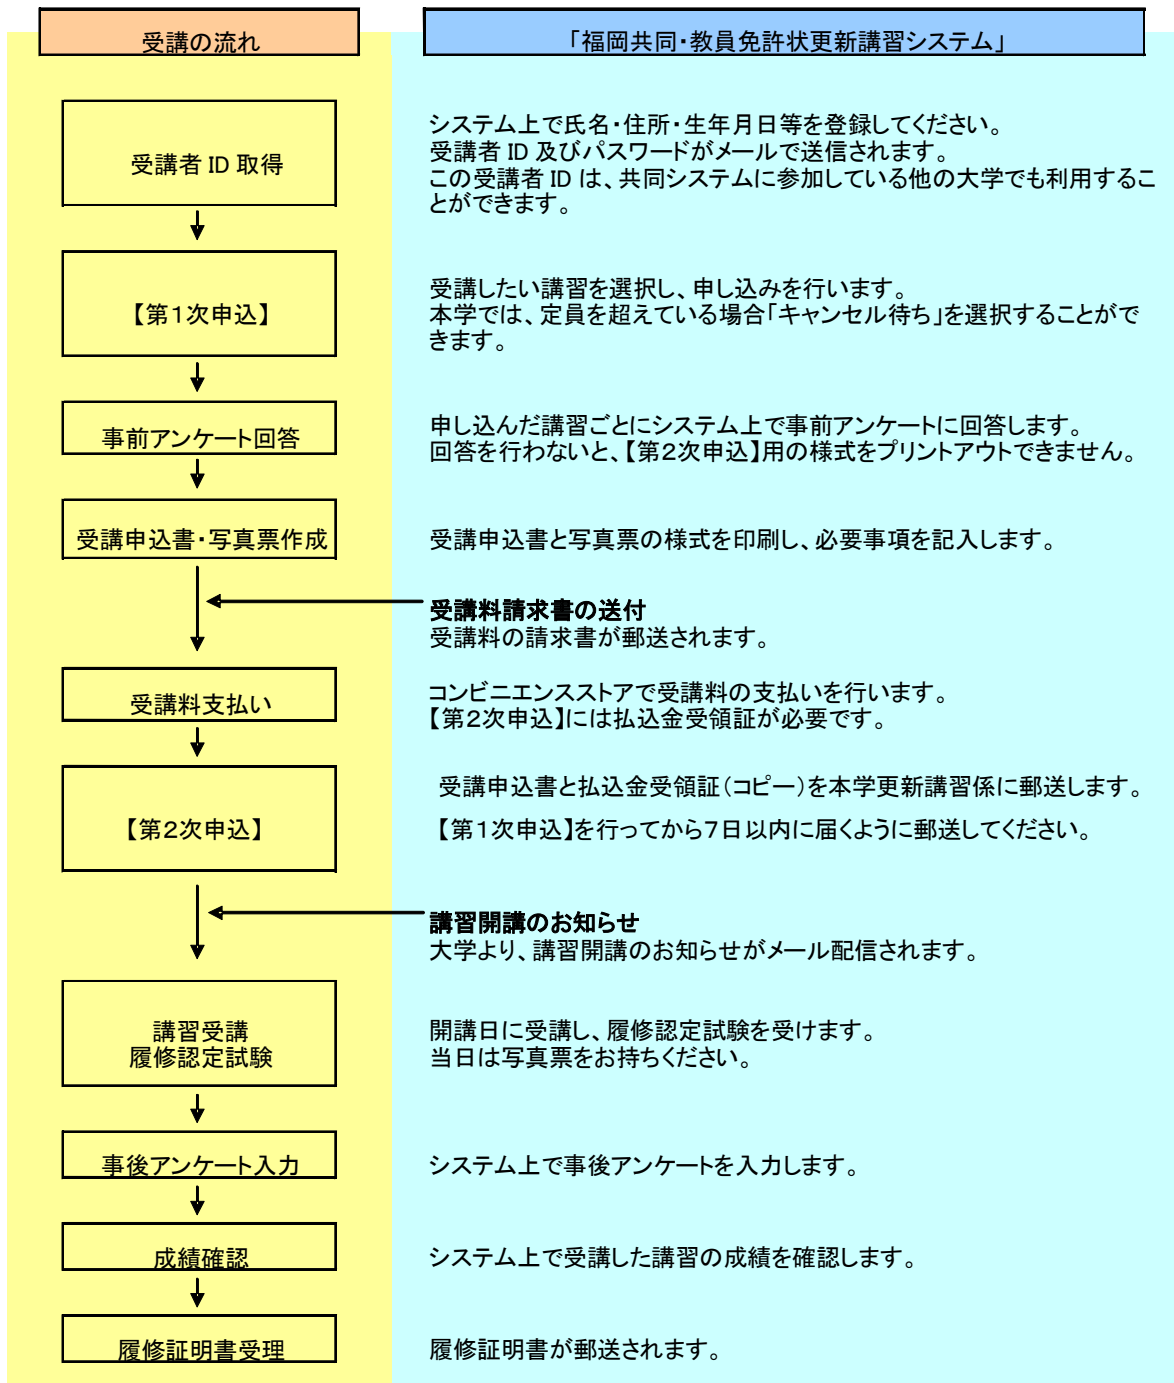 受講の流れ
「福岡共同・教員免許状更新講習システム」
受講者 ID 取得
システム上で氏名・住所・生年月日等を登録してください。
受講者 ID 及びパスワードがメールで送信されます。
この受講者 ID は、共同システムに参加している他の大学でも利用するこ
とができます。
【第１次申込】
受講したい講習を選択し、申し込みを行います。
本学では、定員を超えている場合「キャンセル待ち」を選択することがで
きます。
事前アンケート回答
申し込んだ講習ごとにシステム上で事前アンケートに回答します。
回答を行わないと、【第２次申込】用の様式をプリントアウトできません。
受講申込書・写真票作成
受講申込書と写真票の様式を印刷し、必要事項を記入します。
受講料請求書の送付
受講料の請求書が郵送されます。
受講料支払い
コンビニエンスストアで受講料の支払いを行います。
【第２次申込】には払込金受領証が必要です。
【第２次申込】
受講申込書と払込金受領証（コピー）を本学更新講習係に郵送します。
【第１次申込】を行ってから７日以内に届くように郵送してください。
講習開講のお知らせ
大学より、講習開講のお知らせがメール配信されます。
講習受講
履修認定試験
開講日に受講し、履修認定試験を受けます。
当日は写真票をお持ちください。
事後アンケート入力
システム上で事後アンケートを入力します。
成績確認
システム上で受講した講習の成績を確認します。
履修証明書受理
履修証明書が郵送されます。